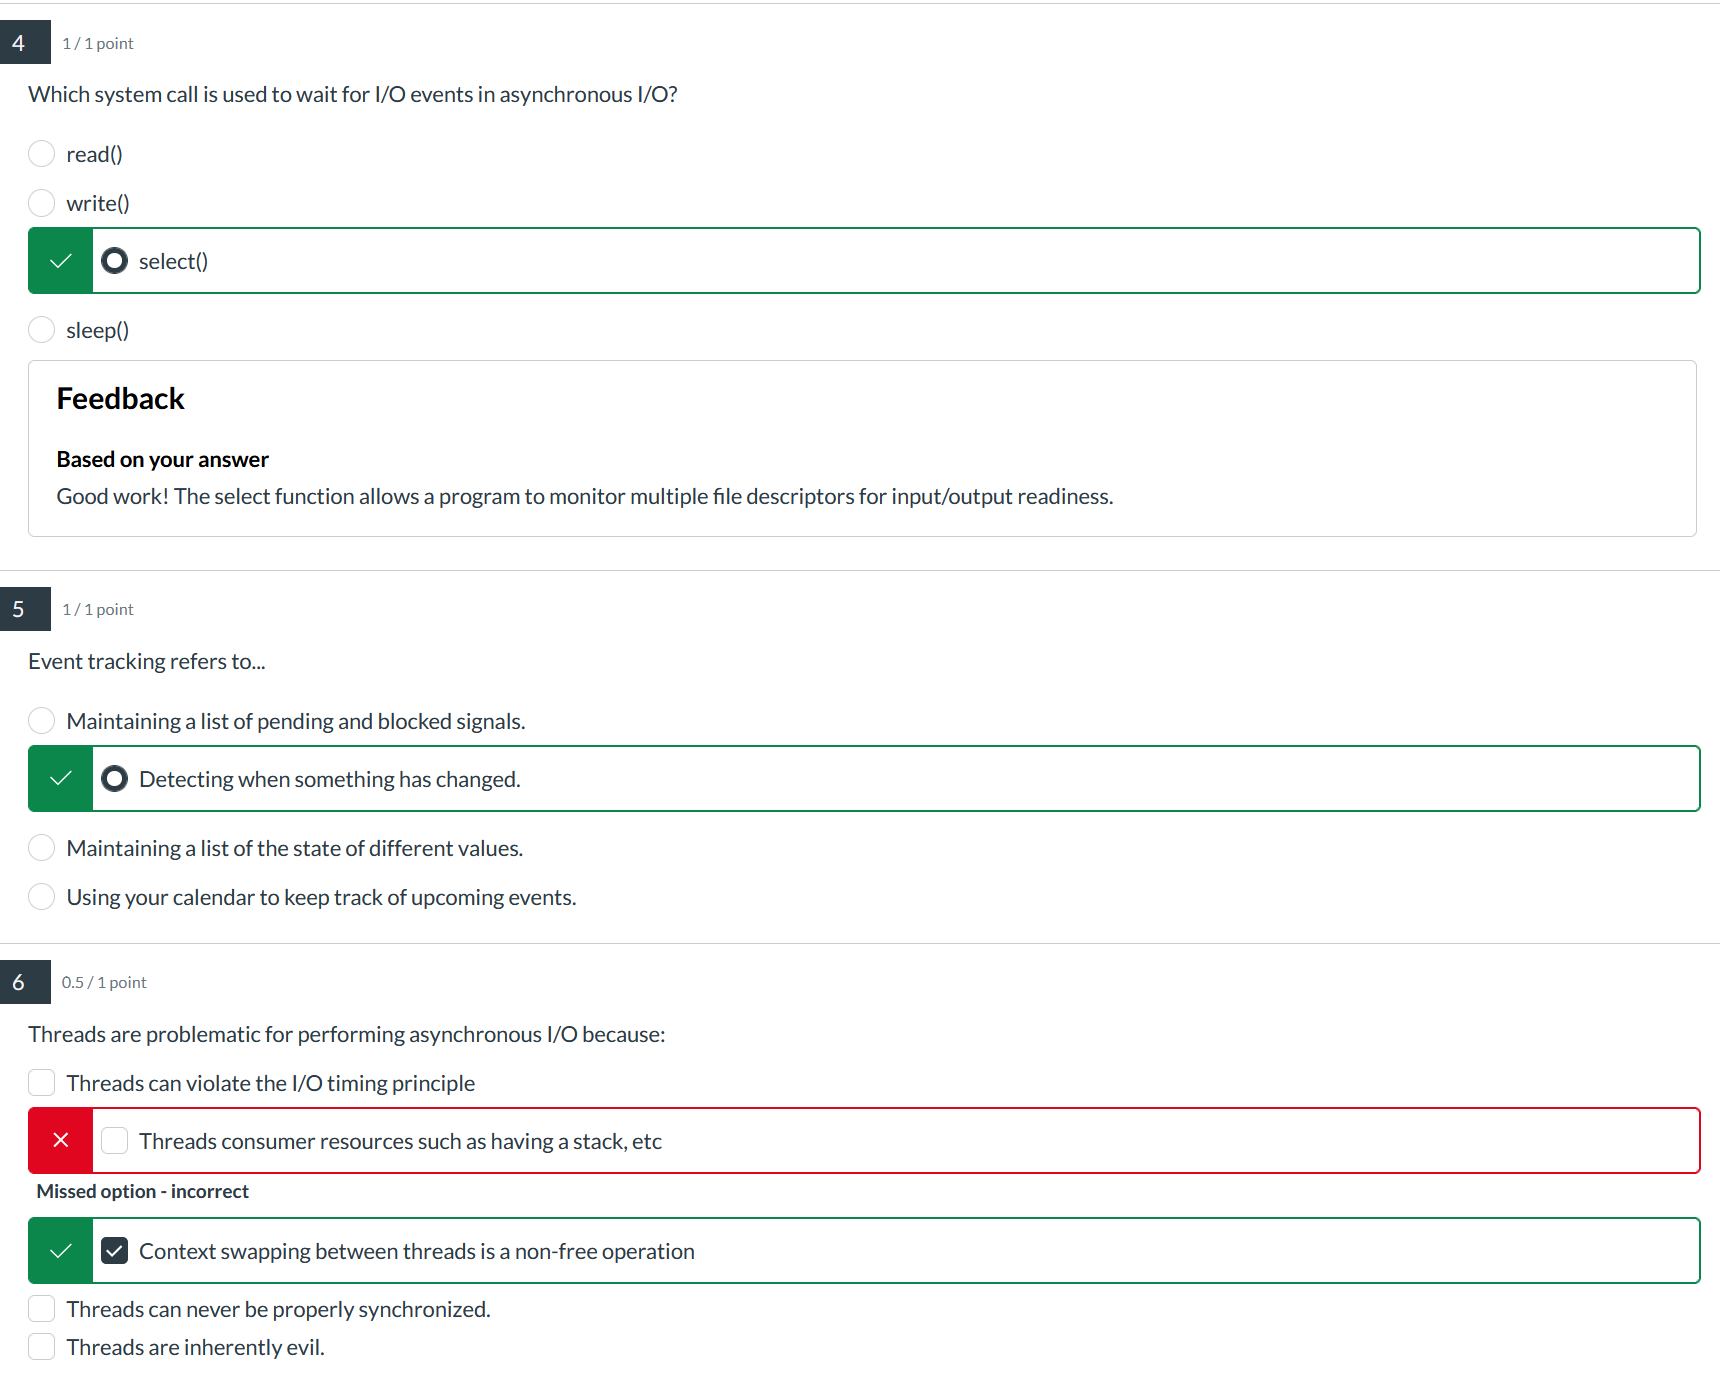 4
1 / 1 point
Which system call is used to wait for I/O events in asynchronous I/O?
read()
write()
select()
sleep()
Feedback
Based on your answer
Good work! The select function allows a program to monitor multiple file descriptors for input/output readiness.
5
1 / 1 point
Event tracking refers to...
Maintaining a list of pending and blocked signals.
Detecting when something has changed.
Maintaining a list of the state of different values.
Using your calendar to keep track of upcoming events.
6
0.5 / 1 point
Threads are problematic for performing asynchronous I/O because:
Threads can violate the I/O timing principle
Threads consumer resources such as having a stack, etc
Missed option - incorrect
Context swapping between threads is a non-free operation
Threads can never be properly synchronized.
Threads are inherently evil.